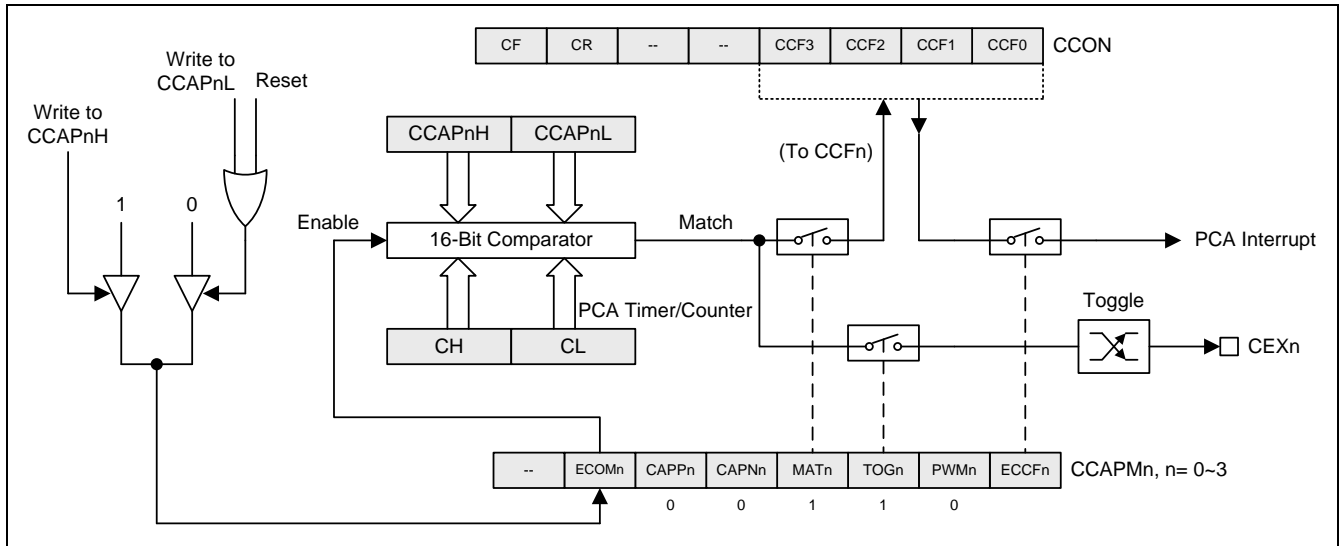 CF CR -- -- CCF3 CCF2 CCF1 CCF0 CCON
Write to
CCAPnL
Reset
Write to
CCAPnH
CCAPnH CCAPnL
(To CCFn)
1 0
Enable
16-Bit Comparator
Match
PCA Interrupt
PCA Timer/Counter
Toggle
CH CL
CEXn
-- ECOMn CAPPn CAPNn MATn TOGn PWMn ECCFn CCAPMn, n= 0~3
0 0 1 1 0